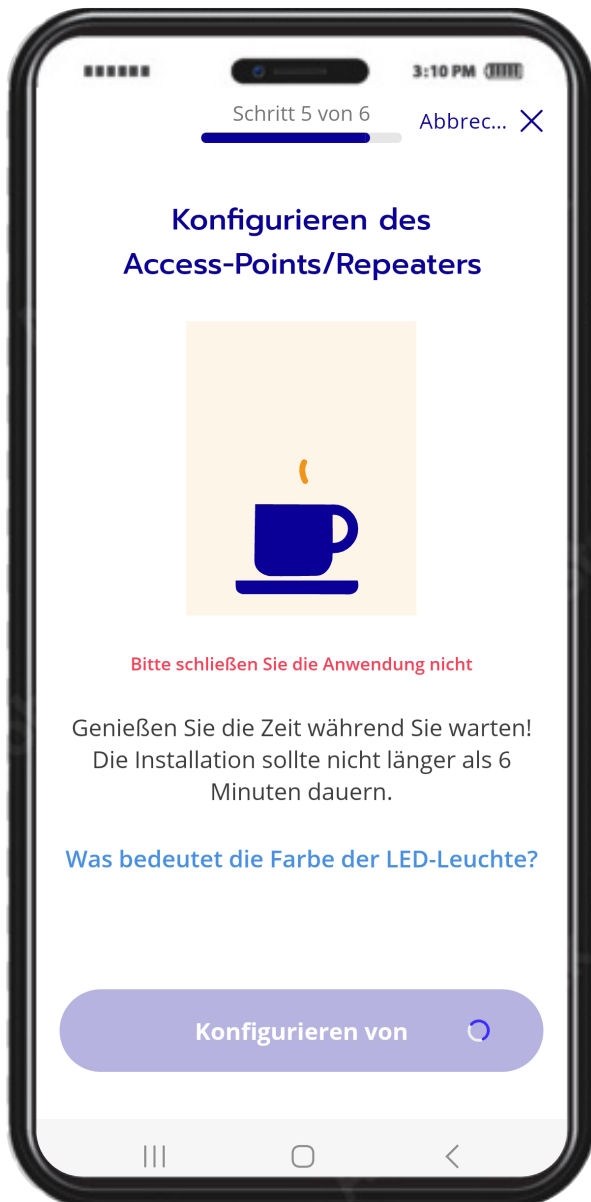 3:10 PM
Schritt 5 von 6
Abbrec...
Konfigurieren des
Access-Points/Repeaters
Bitte schließen Sie die Anwendung nicht
Genießen Sie die Zeit während Sie warten!
Die Installation sollte nicht länger als 6
Minuten dauern.
Was bedeutet die Farbe der LED-Leuchte?
Konfigurieren von